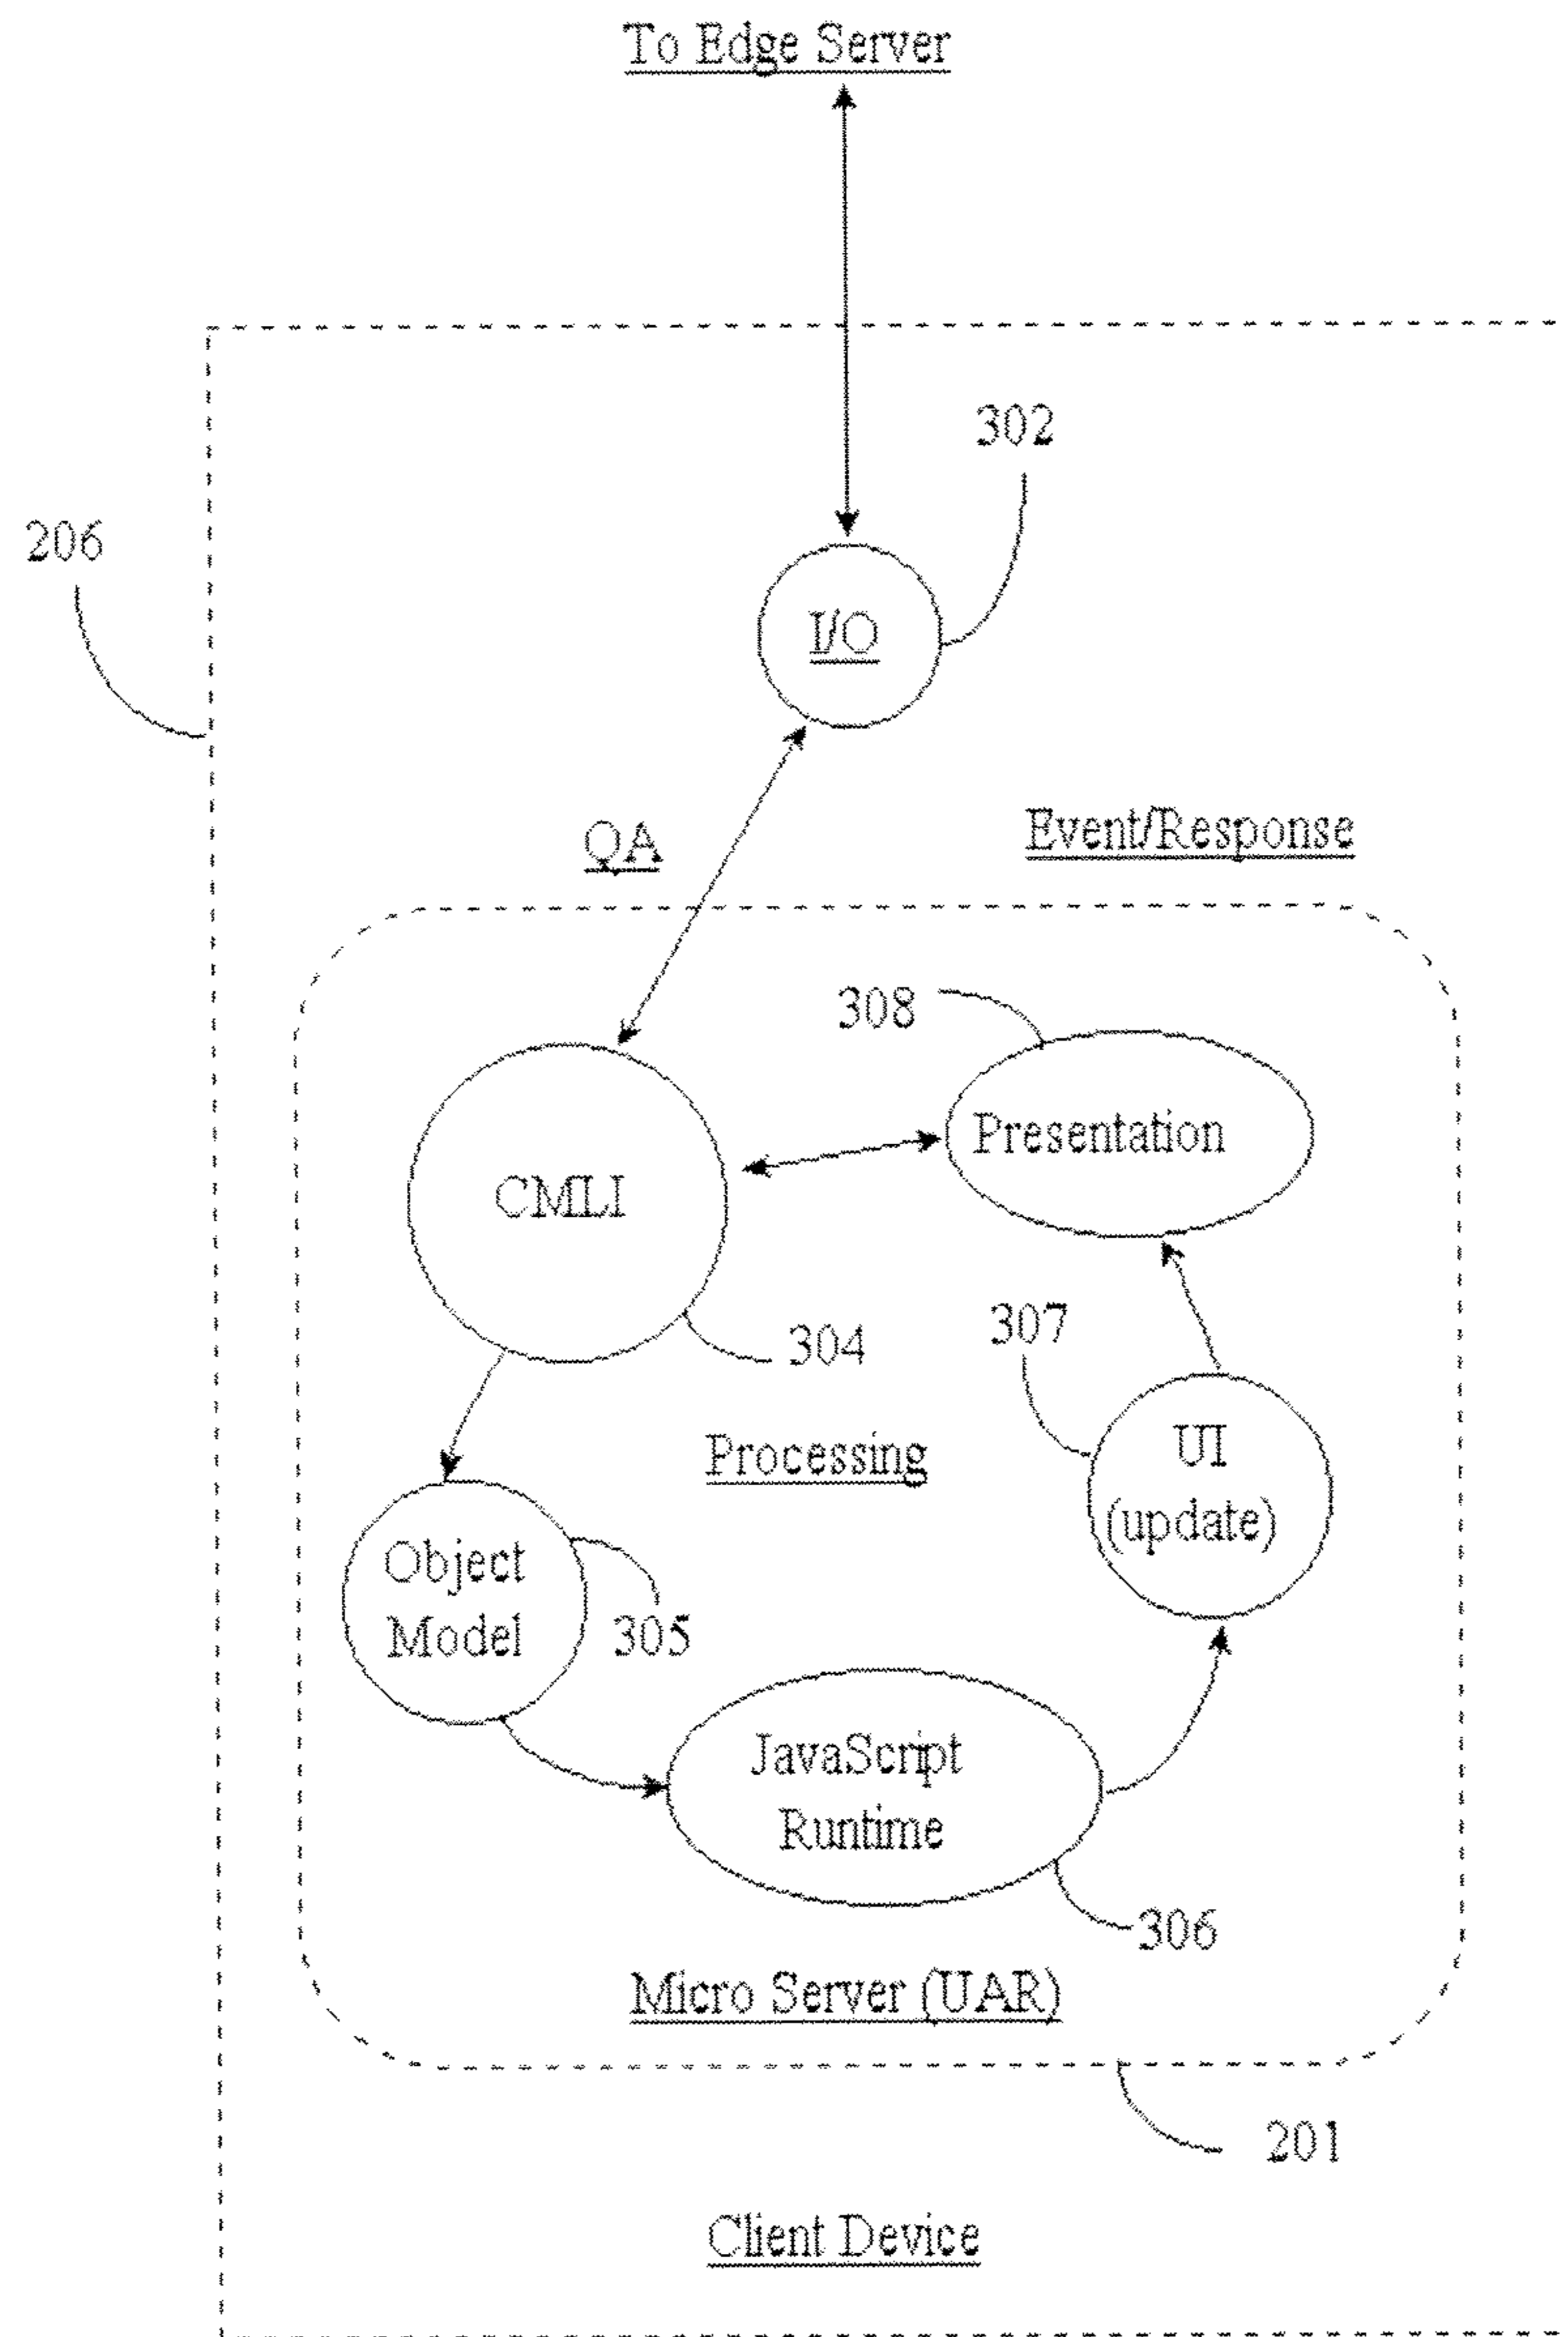 To Edge Server
302
206
I/O
QA
Event/Response
308
Presentation
CMLI
307
304
UI
(update)
Processing
Object
Model
305
JavaScript
Runtime
306
Micro Server (UAR)
201
Client Device